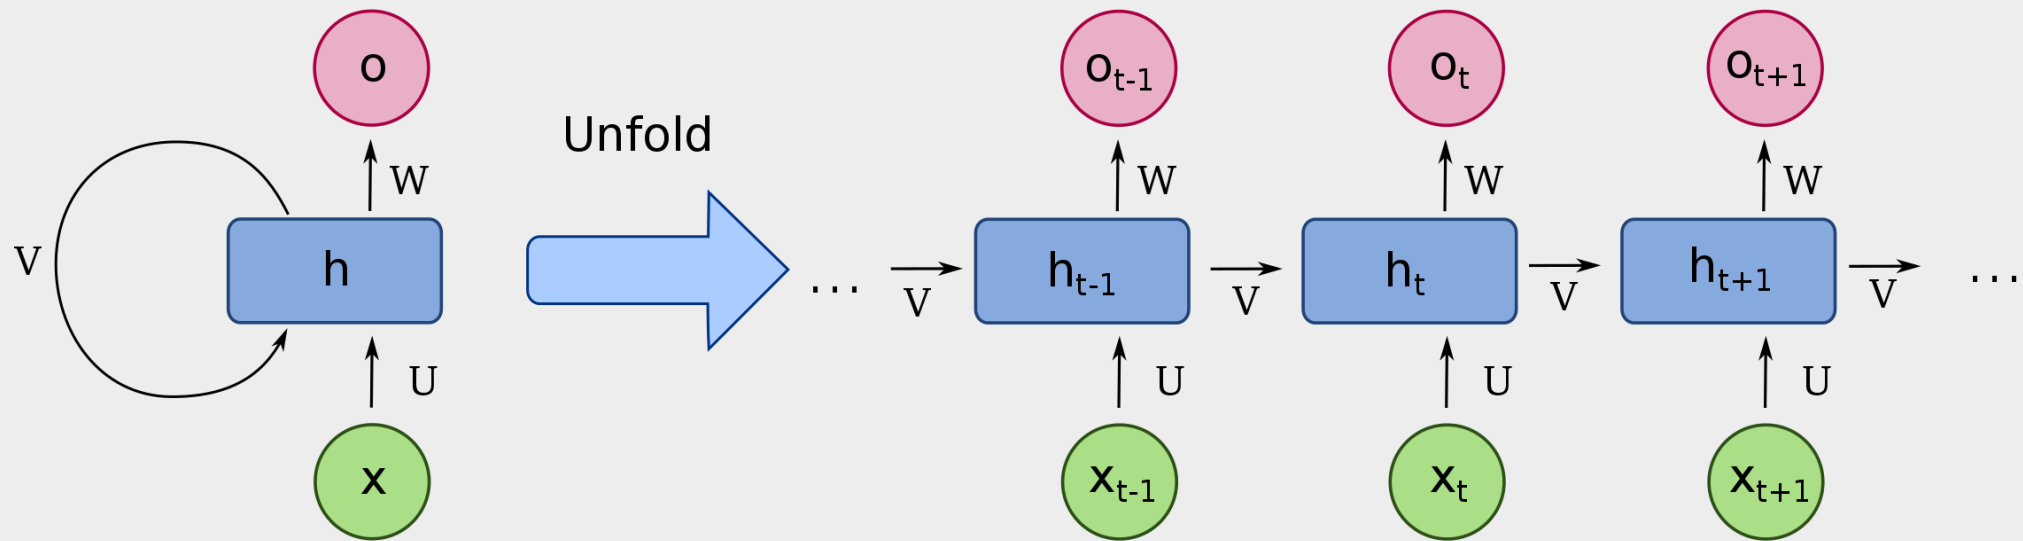 o
o_{t-1} o_t o_{t+1}
Unfold
W W W W
V h
... V h_{t-1} V h_t V h_{t+1} V ...
U U U U
x x_{t-1} x_t x_{t+1}